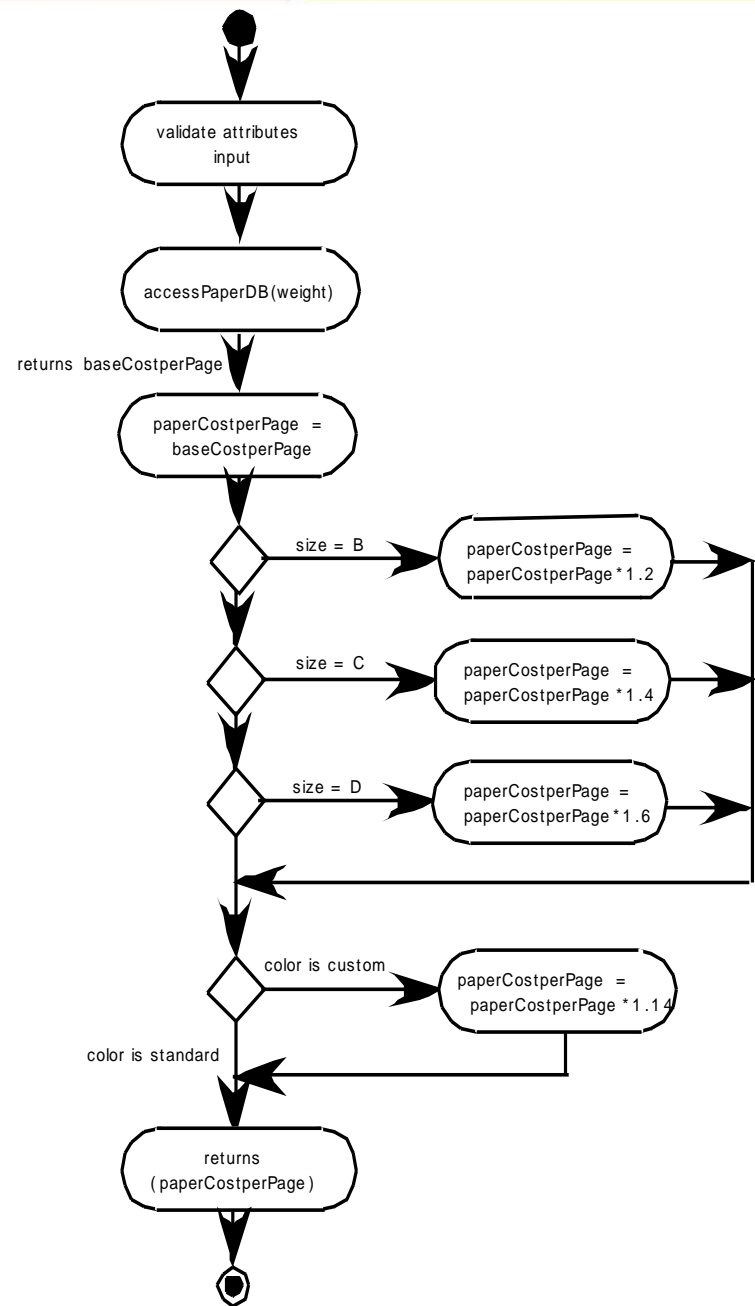 validate attributes
input
accessPaperDB(weight)
returns baseCostperPage
paperCostperPage =
baseCostperPage
size = B
paperCostperPage =
paperCostperPage*1.2
size = C
paperCostperPage =
paperCostperPage *1.4
size = D
paperCostperPage =
paperCostperPage*1.6
color is custom
paperCostperPage =
paperCostperPage *1.14
color is standard
returns
(paperCostperPage)